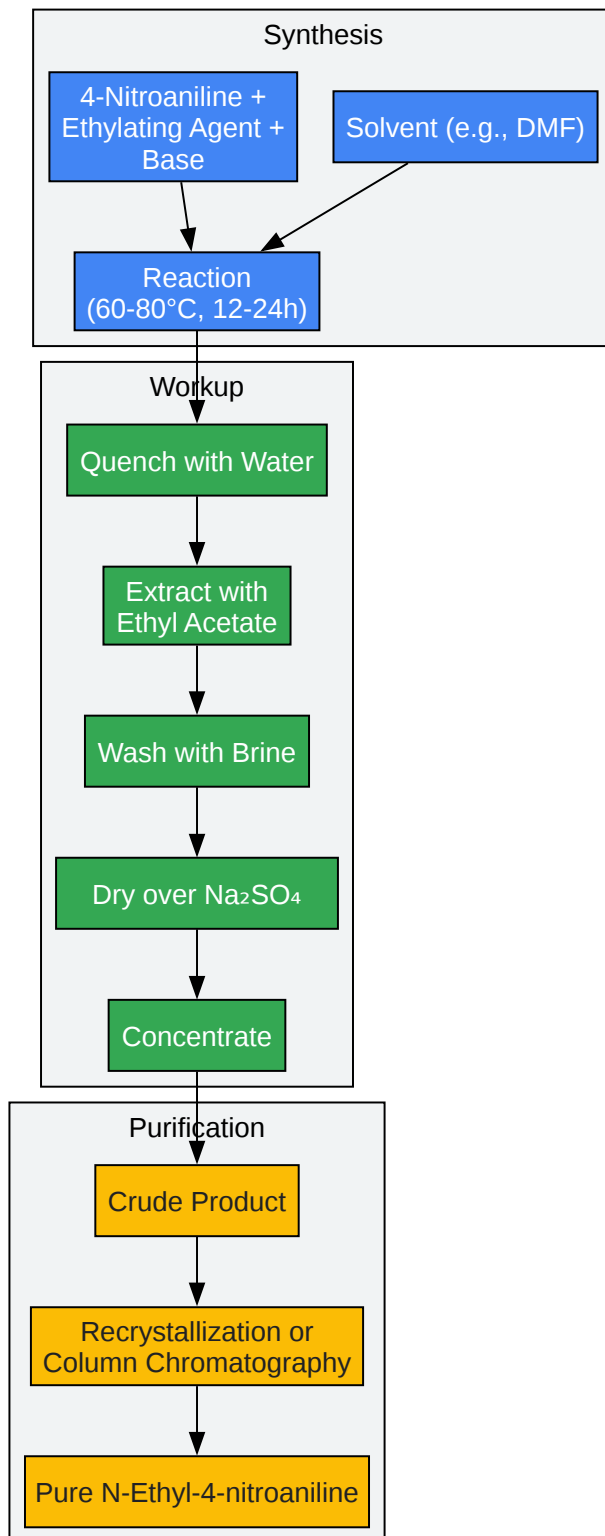 Synthesis
4-Nitroaniline +
Ethylating Agent +
Base
Solvent (e.g., DMF)
Reaction
(60-80°C, 12-24h)
Workup
Quench with Water
Extract with
Ethyl Acetate
Wash with Brine
Dry over Na₂SO₄
Concentrate
Purification
Crude Product
Recrystallization or
Column Chromatography
Pure N-Ethyl-4-nitroaniline